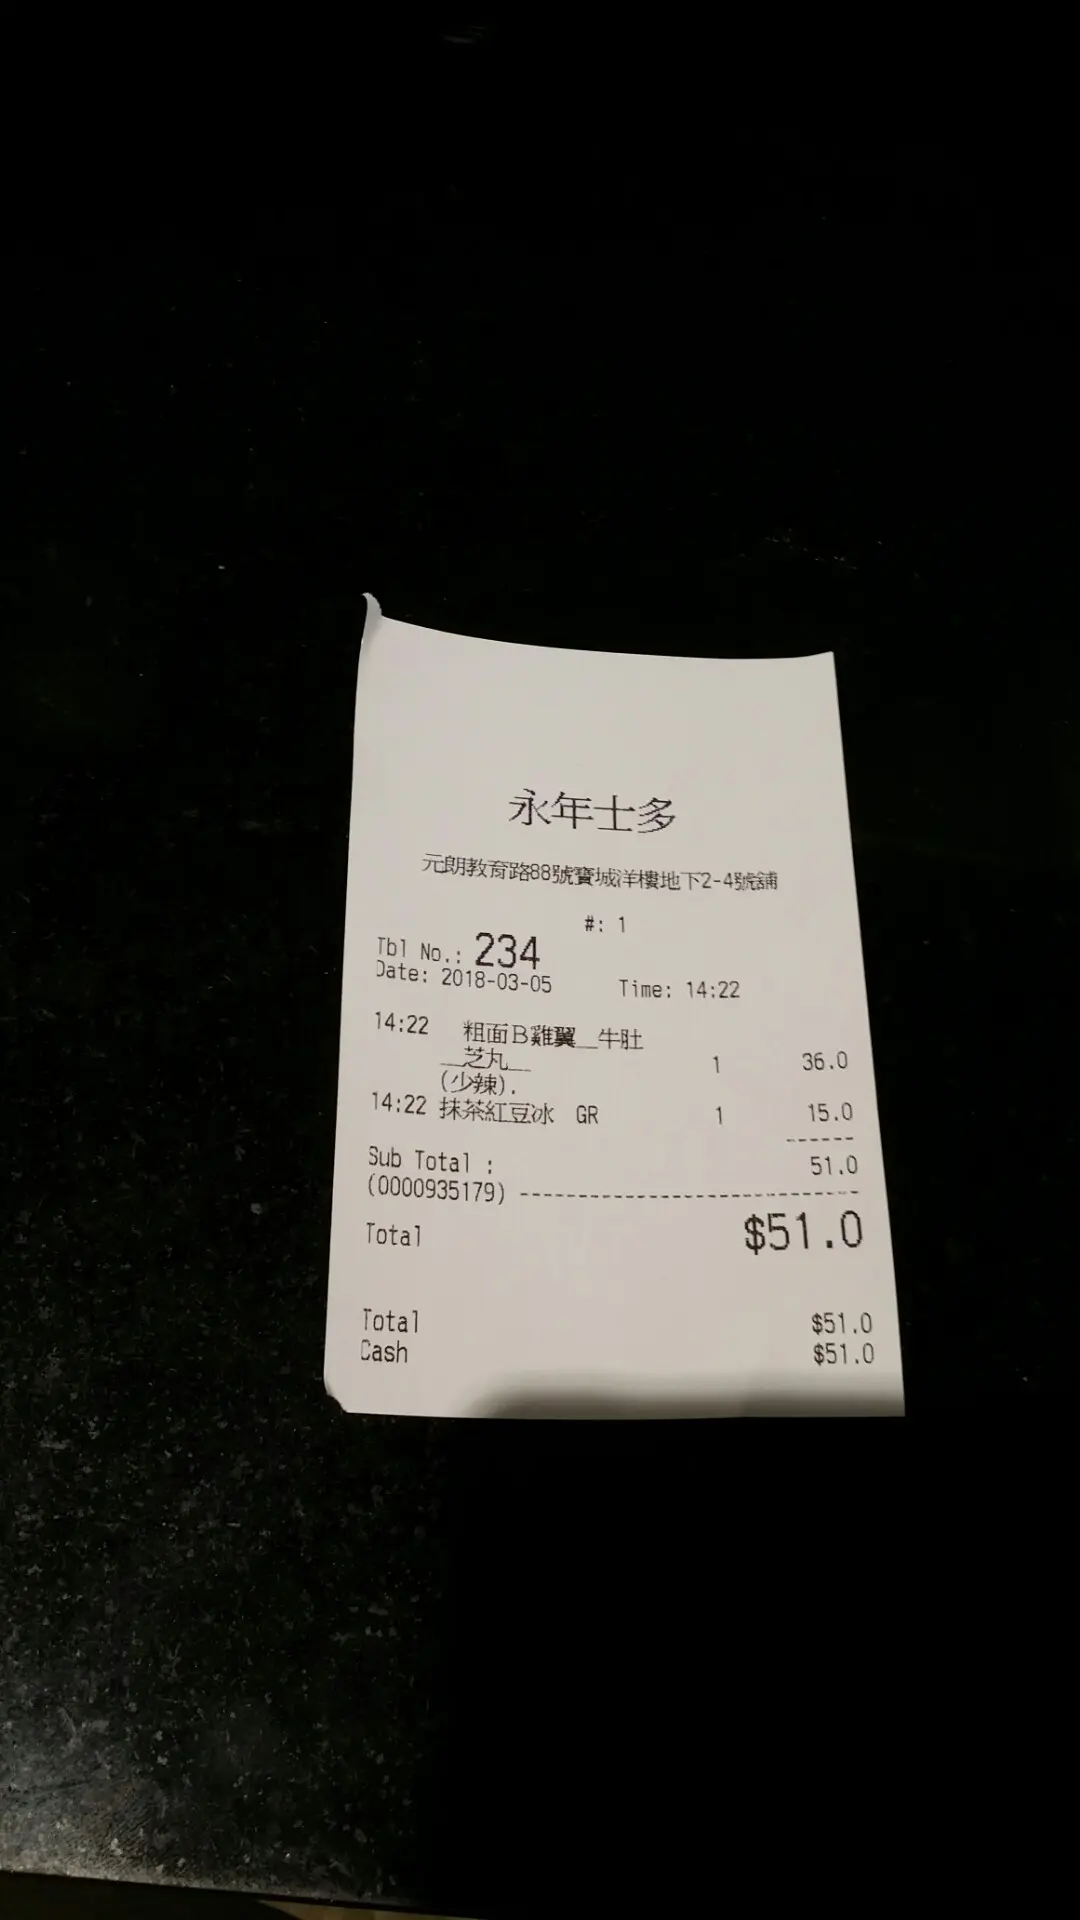 永年士多
元朗教育路88號寶城洋樓地下2-4號舖
#: 1
Tbl No.: 234
Date: 2018-03-05 Time: 14:22
14:22 粗面B雞翼__牛肚
__芝丸__ 1 36.0
(少辣).
14:22 抹茶紅豆冰 GR 1 15.0
------
Sub Total : 51.0
(0000935179) -----------------------------
Total $51.0
Total $51.0
Cash $51.0